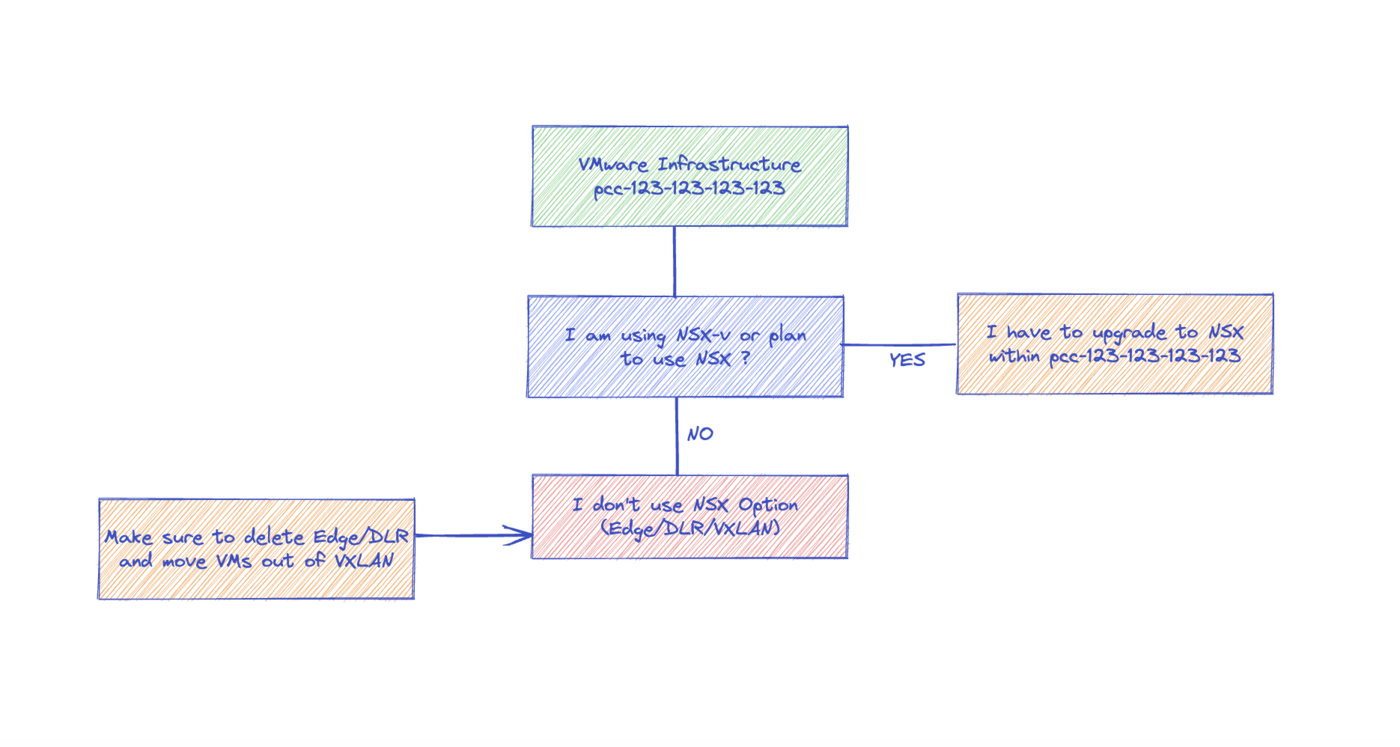 VMware Infrastructure
pcc-123-123-123-123
I am using NSX-v or plan
to use NSX ?
YES
I have to upgrade to NSX
within pcc-123-123-123-123
NO
I don't use NSX Option
(Edge/DLR/VXLAN)
Make sure to delete Edge/DLR
and move VMs out of VXLAN